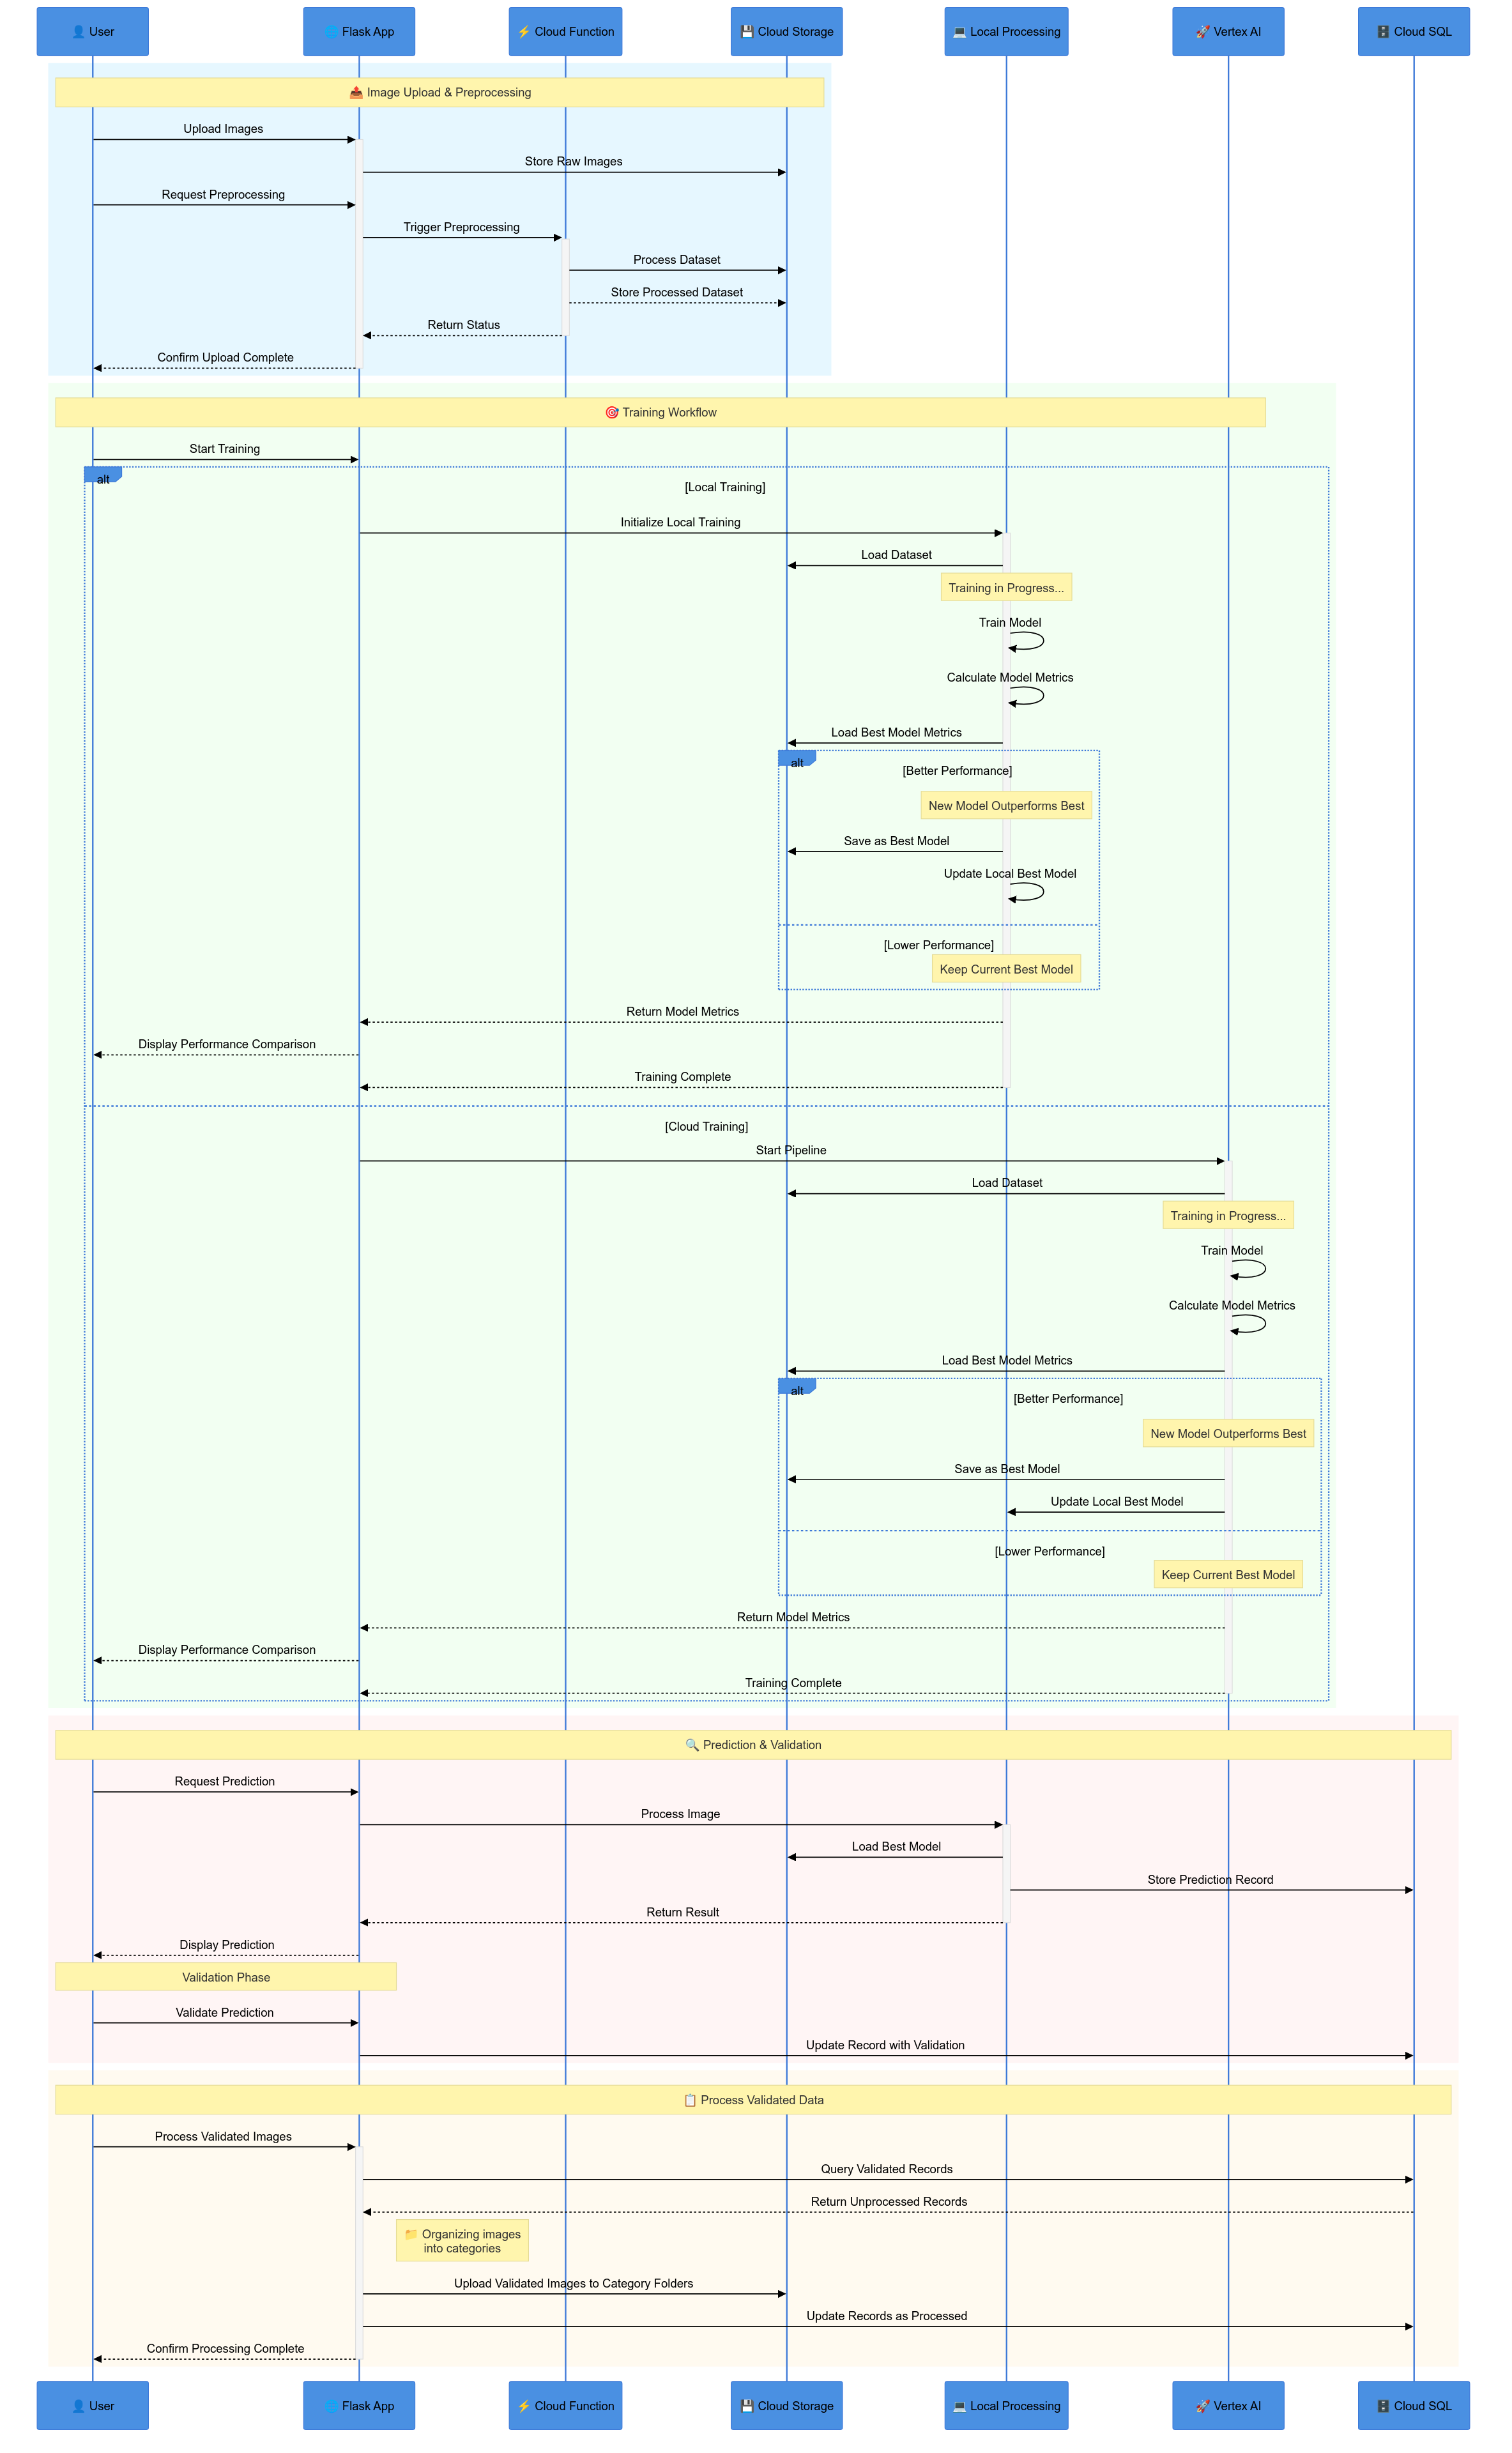 👤 User
🌐 Flask App
⚡ Cloud Function
💾 Cloud Storage
💻 Local Processing
🚀 Vertex AI
🗄️ Cloud SQL
📤 Image Upload & Preprocessing
Upload Images
Store Raw Images
Request Preprocessing
Trigger Preprocessing
Process Dataset
Store Processed Dataset
Return Status
Confirm Upload Complete
🎯 Training Workflow
Start Training
alt
[Local Training]
Initialize Local Training
Load Dataset
Training in Progress...
Train Model
Calculate Model Metrics
Load Best Model Metrics
alt
[Better Performance]
New Model Outperforms Best
Save as Best Model
Update Local Best Model
[Lower Performance]
Keep Current Best Model
Return Model Metrics
Display Performance Comparison
Training Complete
[Cloud Training]
Start Pipeline
Load Dataset
Training in Progress...
Train Model
Calculate Model Metrics
Load Best Model Metrics
alt
[Better Performance]
New Model Outperforms Best
Save as Best Model
Update Local Best Model
[Lower Performance]
Keep Current Best Model
Return Model Metrics
Display Performance Comparison
Training Complete
🔍 Prediction & Validation
Request Prediction
Process Image
Load Best Model
Store Prediction Record
Return Result
Display Prediction
Validation Phase
Validate Prediction
Update Record with Validation
📋 Process Validated Data
Process Validated Images
Query Validated Records
Return Unprocessed Records
📁 Organizing images
into categories
Upload Validated Images to Category Folders
Update Records as Processed
Confirm Processing Complete
👤 User
🌐 Flask App
⚡ Cloud Function
💾 Cloud Storage
💻 Local Processing
🚀 Vertex AI
🗄️ Cloud SQL